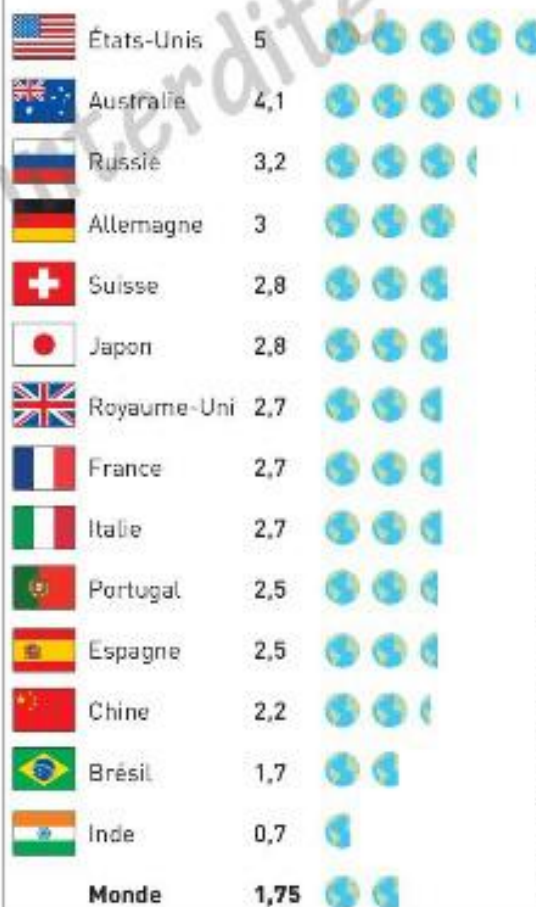 États-Unis 5
Australie 4,1
Russie 3,2
Allemagne 3
Suisse 2,8
Japon 2,8
Royaume-Uni 2,7
France 2,7
Italie 2,7
Portugal 2,5
Espagne 2,5
Chine 2,2
Brésil 1,7
Inde 0,7
Monde 1,75
interdite